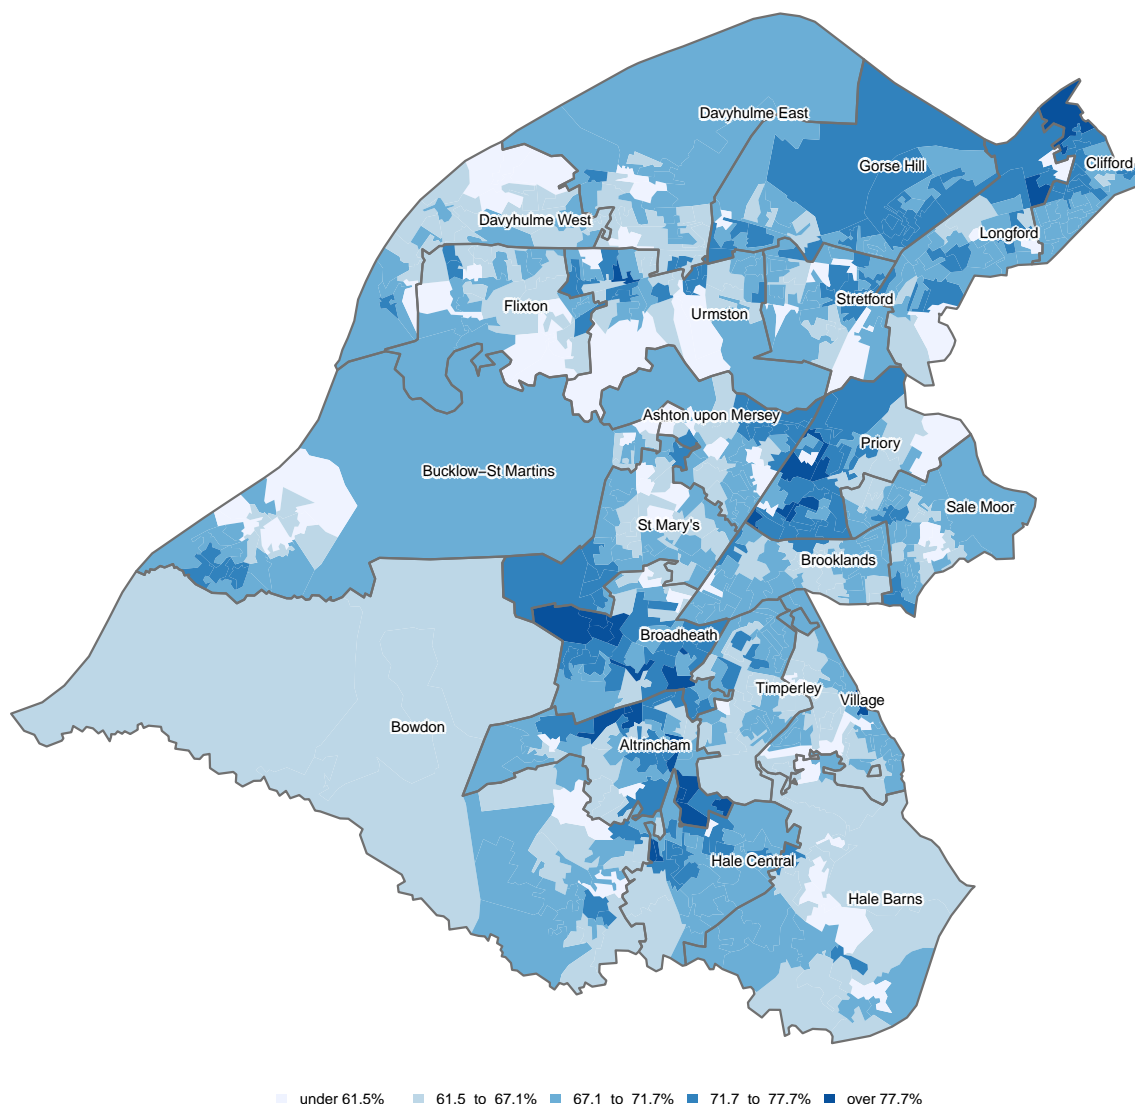 Davyhulme East
Gorse Hill
Clifford
Davyhulme West
Longford
Flixton
Stretford
Urmston
Ashton upon Mersey
Priory
Bucklow−St Martins
Sale Moor
St Mary's
Brooklands
Broadheath
Timperley
Village
Bowdon
Altrincham
Hale Central
Hale Barns
under 61.5% 61.5 to 67.1% 67.1 to 71.7% 71.7 to 77.7% over 77.7%